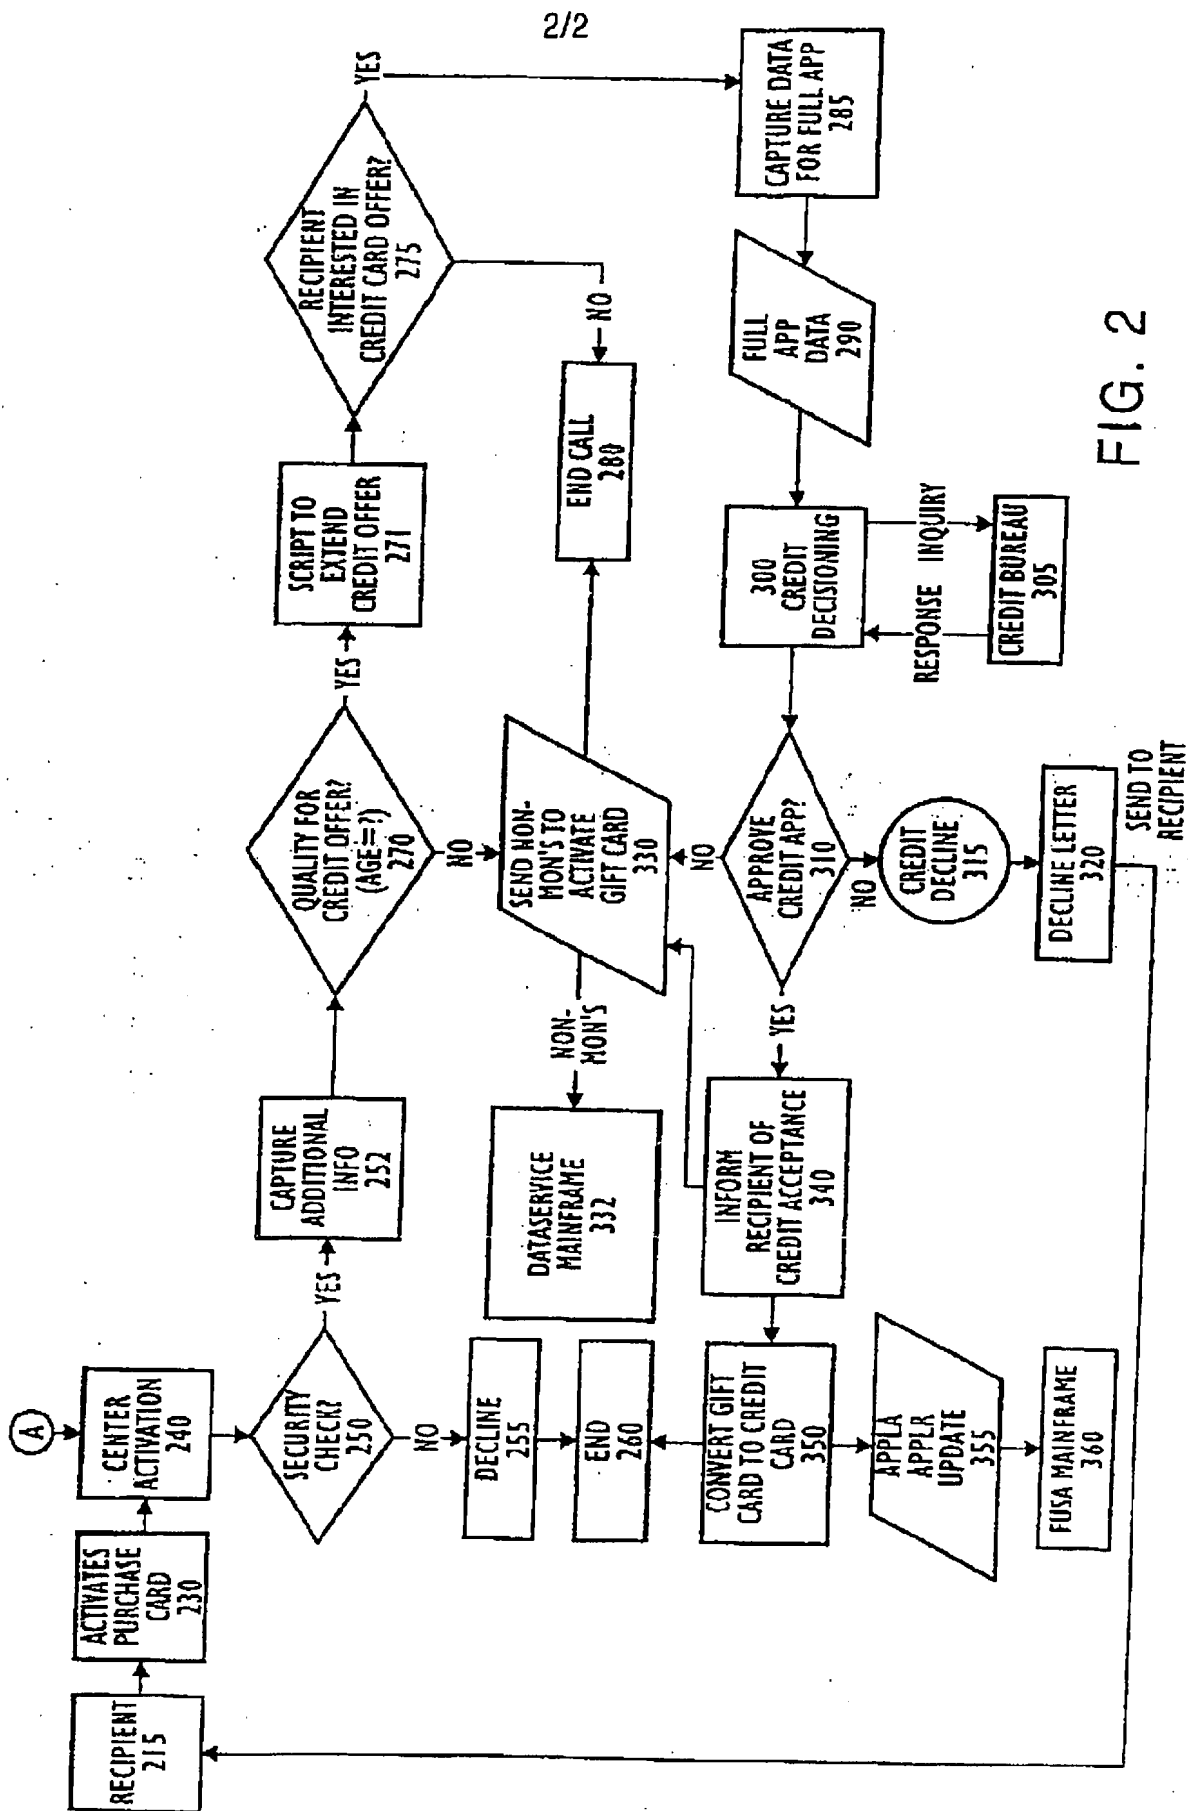 2/2
A
RECIPIENT
215
ACTIVATES
PURCHASE
CARD
230
CENTER
ACTIVATION
240
SECURITY
CHECK?
250
YES
NO
CAPTURE
ADDITIONAL
INFO
252
QUALITY FOR
CREDIT OFFER?
(AGE=?)
270
YES
NO
SCRIPT TO
EXTEND
CREDIT OFFER
271
RECIPIENT
INTERESTED IN
CREDIT CARD OFFER?
275
YES
NO
DECLINE
255
END
260
DATASERVICE
MAINFRAME
332
NON-
MON'S
SEND NON-
MON'S TO
ACTIVATE
GIFT CARD
330
END CALL
280
CAPTURE DATA
FOR FULL APP
285
FULL
APP
DATA
290
300
CREDIT
DECISIONING
RESPONSE INQUIRY
CREDIT BUREAU
305
APPROVE
CREDIT APP?
310
NO
YES
NO
CREDIT
DECLINE
315
DECLINE LETTER
320
SEND TO
RECIPIENT
INFORM
RECIPIENT OF
CREDIT ACCEPTANCE
340
CONVERT GIFT
CARD TO CREDIT
CARD
350
APPLA
APPLR
UPDATE
355
FUSA MAINFRAME
360
FIG. 2